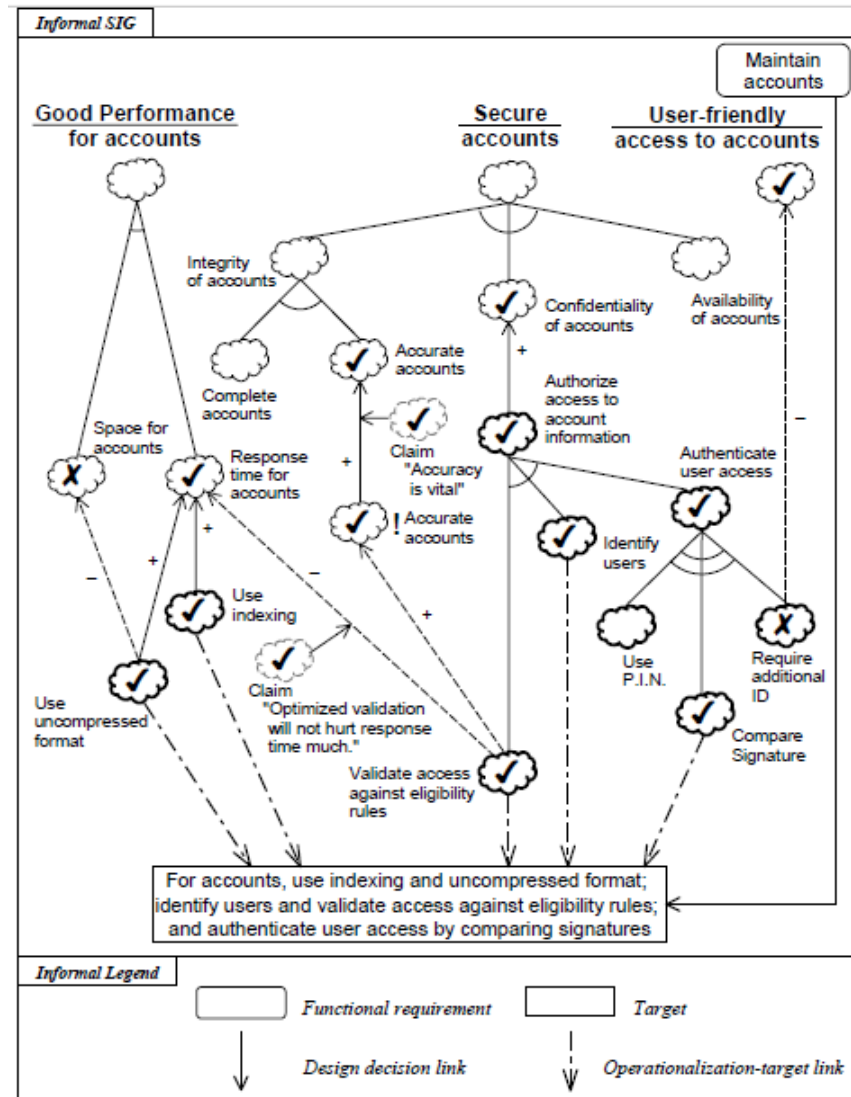 Informal SIG
Maintain
accounts
Good Performance
for accounts
Secure
accounts
User-friendly
access to accounts
Integrity
of accounts
Confidentiality
of accounts
Availability
of accounts
+
Complete
accounts
Accurate
accounts
Authorize
access to
account
information
–
Space for
accounts
Response
time for
accounts
Claim
"Accuracy
is vital"
+
Authenticate
user access
! Accurate
accounts
Identify
users
–
+
+
–
+
Use
indexing
Use
P.I.N.
Require
additional
ID
Use
uncompressed
format
Claim
"Optimized validation
will not hurt response
time much."
Compare
Signature
Validate access
against eligibility
rules
For accounts, use indexing and uncompressed format;
identify users and validate access against eligibility rules;
and authenticate user access by comparing signatures
Informal Legend
Functional requirement
Target
Design decision link
Operationalization-target link